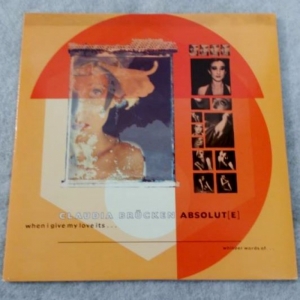 CLAUDIA BRÜCKEN ABSOLUT[E]
when i give my love its . . .